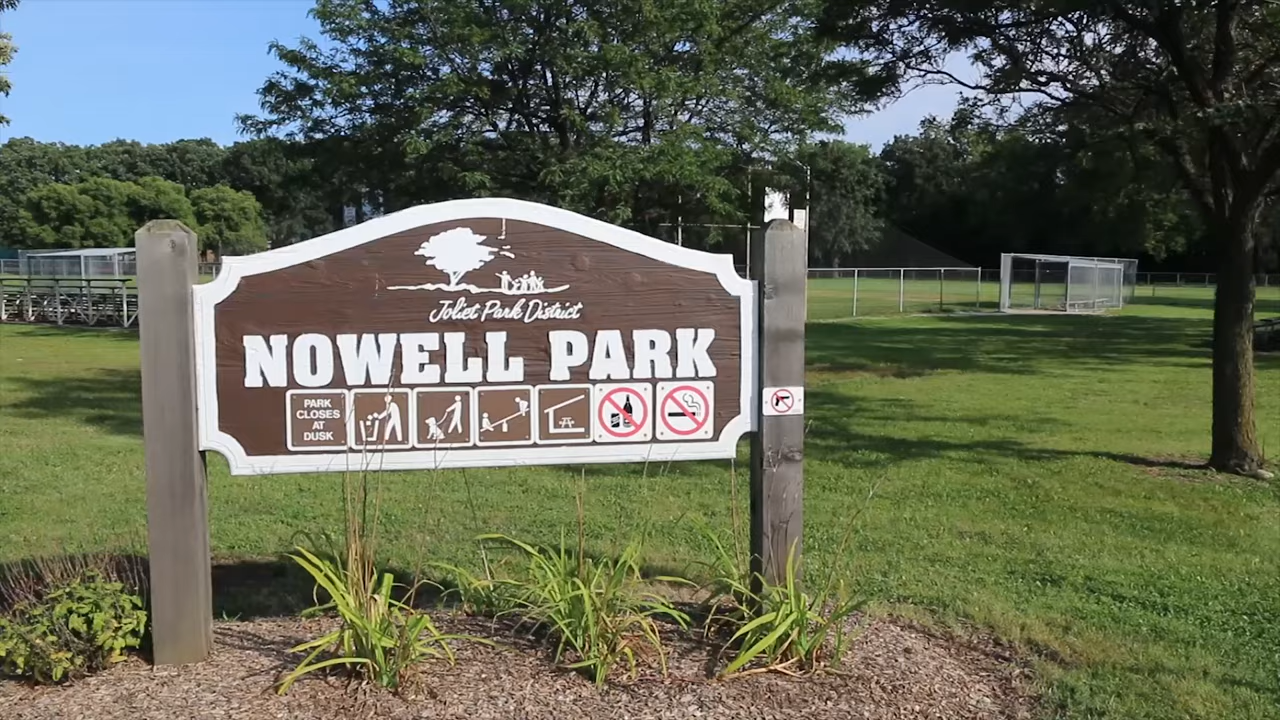 Joliet Park District
NOWELL PARK
PARK
CLOSES
AT
DUSK